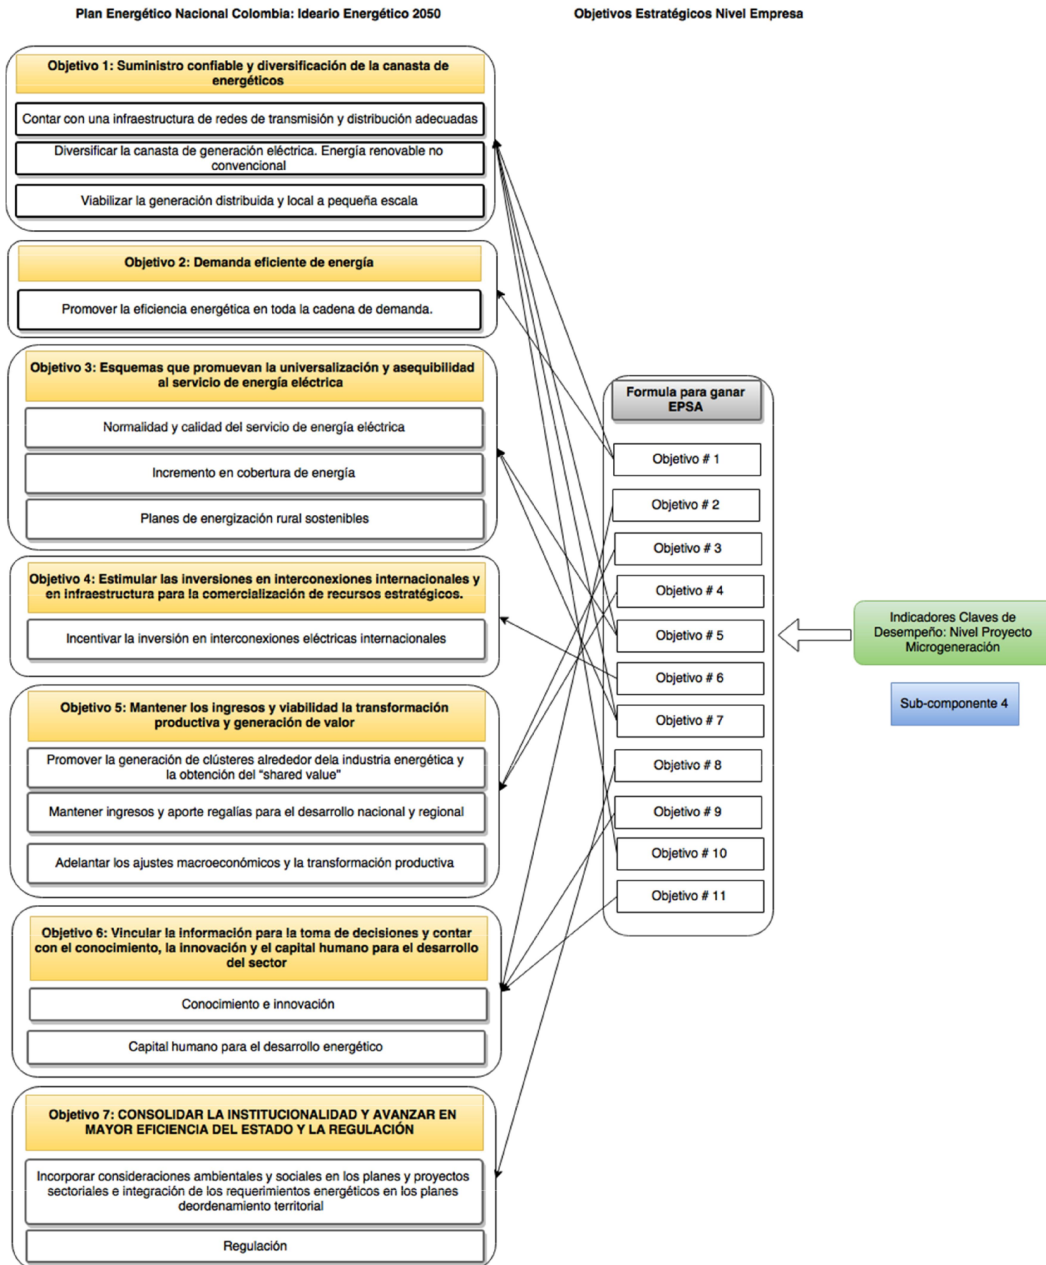 Plan Energético Nacional Colombia: Ideario Energético 2050
Objetivos Estratégicos Nivel Empresa
Objetivo 1: Suministro confiable y diversificación de la canasta de
energéticos
Contar con una infraestructura de redes de transmisión y distribución adecuadas
Diversificar la canasta de generación eléctrica. Energía renovable no
convencional
Viabilizar la generación distribuida y local a pequeña escala
Objetivo 2: Demanda eficiente de energía
Promover la eficiencia energética en toda la cadena de demanda.
Objetivo 3: Esquemas que promuevan la universalización y asequibilidad
al servicio de energía eléctrica
Normalidad y calidad del servicio de energía eléctrica
Incremento en cobertura de energía
Planes de energización rural sostenibles
Objetivo 4: Estimular las inversiones en interconexiones internacionales y
en infraestructura para la comercialización de recursos estratégicos.
Incentivar la inversión en interconexiones eléctricas internacionales
Objetivo 5: Mantener los ingresos y viabilidad la transformación
productiva y generación de valor
Promover la generación de clústeres alrededor dela industria energética y
la obtención del "shared value"
Mantener ingresos y aporte regalías para el desarrollo nacional y regional
Adelantar los ajustes macroeconómicos y la transformación productiva
Objetivo 6: Vincular la información para la toma de decisiones y contar
con el conocimiento, la innovación y el capital humano para el desarrollo
del sector
Conocimiento e innovación
Capital humano para el desarrollo energético
Objetivo 7: CONSOLIDAR LA INSTITUCIONALIDAD Y AVANZAR EN
MAYOR EFICIENCIA DEL ESTADO Y LA REGULACIÓN
Incorporar consideraciones ambientales y sociales en los planes y proyectos
sectoriales e integración de los requerimientos energéticos en los planes
deordenamiento territorial
Regulación
Formula para ganar
EPSA
Objetivo # 1
Objetivo # 2
Objetivo # 3
Objetivo # 4
Objetivo # 5
Objetivo # 6
Objetivo # 7
Objetivo # 8
Objetivo # 9
Objetivo # 10
Objetivo # 11
Indicadores Claves de
Desempeño: Nivel Proyecto
Microgeneración
Sub-componente 4